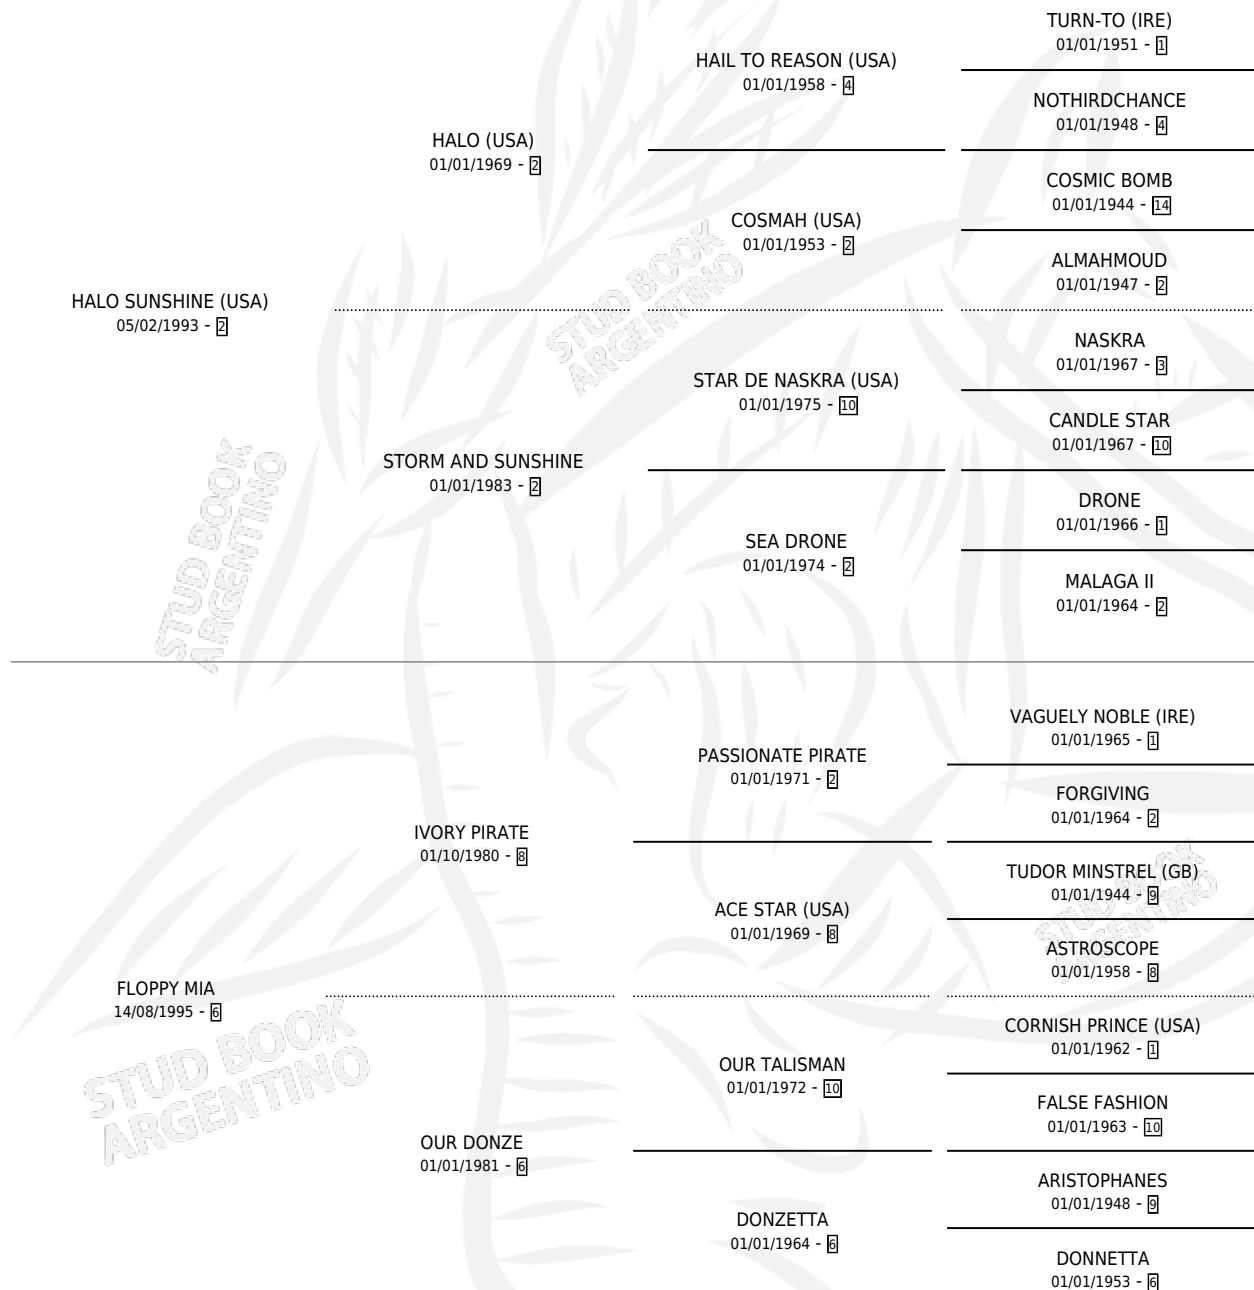 TURN-TO (IRE)
01/01/1951 - 1
HAIL TO REASON (USA)
01/01/1958 - 4
NOTHIRDCHANCE
01/01/1948 - 4
HALO (USA)
01/01/1969 - 2
COSMIC BOMB
01/01/1944 - 14
COSMAH (USA)
01/01/1953 - 2
ALMAHMOUD
01/01/1947 - 2
HALO SUNSHINE (USA)
05/02/1993 - 2
NASKRA
01/01/1967 - 3
STAR DE NASKRA (USA)
01/01/1975 - 10
CANDLE STAR
01/01/1967 - 10
STORM AND SUNSHINE
01/01/1983 - 2
DRONE
01/01/1966 - 1
SEA DRONE
01/01/1974 - 2
MALAGA II
01/01/1964 - 2
VAGUELY NOBLE (IRE)
01/01/1965 - 1
PASSIONATE PIRATE
01/01/1971 - 2
FORGIVING
01/01/1964 - 2
IVORY PIRATE
01/10/1980 - 8
TUDOR MINSTREL (GB)
01/01/1944 - 9
ACE STAR (USA)
01/01/1969 - 8
ASTROSCOPE
01/01/1958 - 8
FLOPPY MIA
14/08/1995 - 6
CORNISH PRINCE (USA)
01/01/1962 - 1
OUR TALISMAN
01/01/1972 - 10
FALSE FASHION
01/01/1963 - 10
OUR DONZE
01/01/1981 - 6
ARISTOPHANES
01/01/1948 - 9
DONZETTA
01/01/1964 - 6
DONNETTA
01/01/1953 - 6
STUD BOOK
ARGENTINO
STUD BOOK
ARGENTINO
STUD BOOK
ARGENTINO
STUD BOOK
ARGENTINO